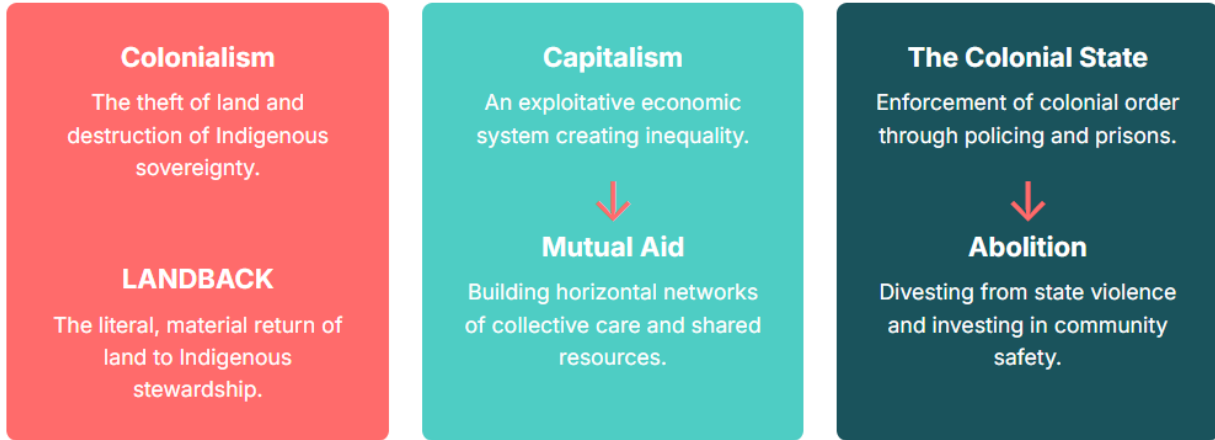 Colonialism
The theft of land and
destruction of Indigenous
sovereignty.
LANDBACK
The literal, material return of
land to Indigenous
stewardship.
Capitalism
An exploitative economic
system creating inequality.
Mutual Aid
Building horizontal networks
of collective care and shared
resources.
The Colonial State
Enforcement of colonial order
through policing and prisons.
Abolition
Divesting from state violence
and investing in community
safety.